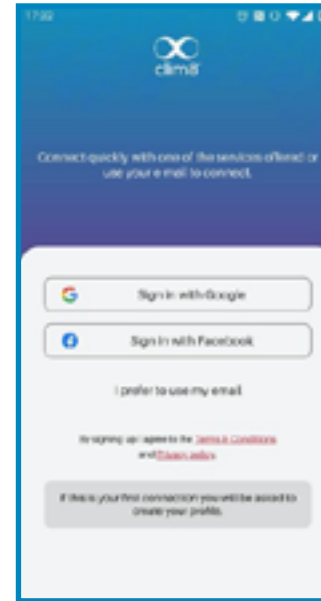 17:02
clim8
Connect quickly with one of the services offered or
use your e-mail to connect.
Sign in with Google
Sign in with Facebook
I prefer to use my email
By signing up I agree to the Terms & Conditions
and Privacy policy
If this is your first connection you will be asked to
create your profile.